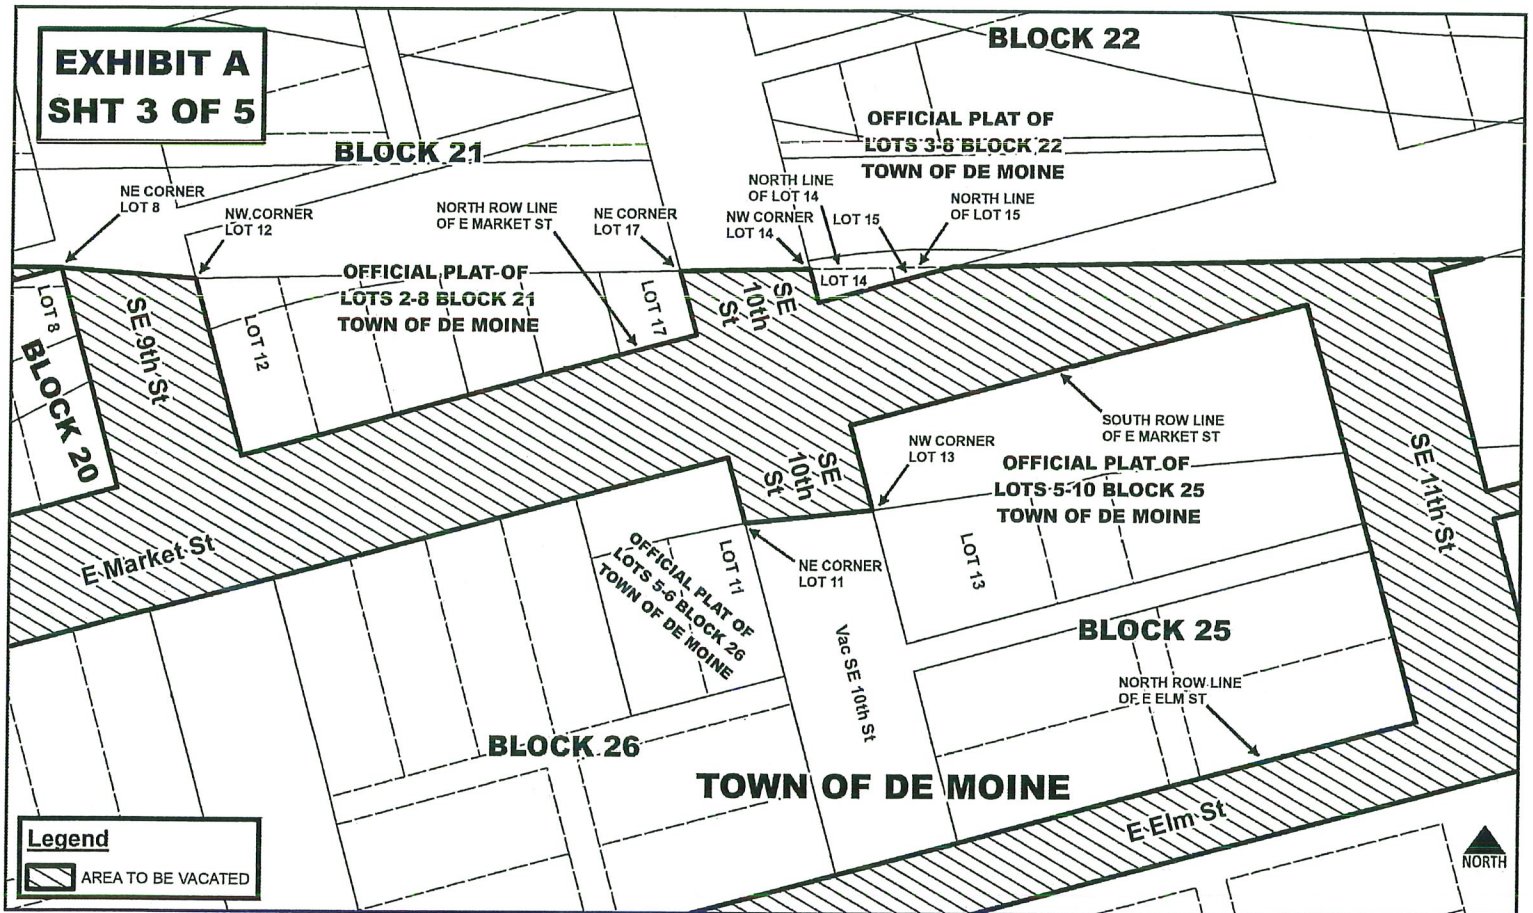 EXHIBIT A
SHT 3 OF 5
BLOCK 22
BLOCK 21
OFFICIAL PLAT OF
LOTS 3-8 BLOCK 22
TOWN OF DE MOINE
NE CORNER
LOT 8
NW CORNER
LOT 12
NORTH ROW LINE
OF E MARKET ST
NE CORNER
LOT 17
NORTH LINE
OF LOT 14
NW CORNER
LOT 14
LOT 15
NORTH LINE
OF LOT 15
LOT 8
SE 9th St
OFFICIAL PLAT OF
LOTS 2-8 BLOCK 21
TOWN OF DE MOINE
LOT 12
LOT 17
SE
10th
St
LOT 14
BLOCK 20
SOUTH ROW LINE
OF E MARKET ST
NW CORNER
LOT 13
SE
10th
St
OFFICIAL PLAT OF
LOTS 5-10 BLOCK 25
TOWN OF DE MOINE
SE 11th St
E Market St
OFFICIAL PLAT OF
LOTS 5-6 BLOCK 26
TOWN OF DE MOINE
LOT 11
NE CORNER
LOT 11
LOT 13
Vac SE 10th St
BLOCK 25
NORTH ROW LINE
OF E ELM ST
BLOCK 26
TOWN OF DE MOINE
E Elm St
Legend
AREA TO BE VACATED
NORTH